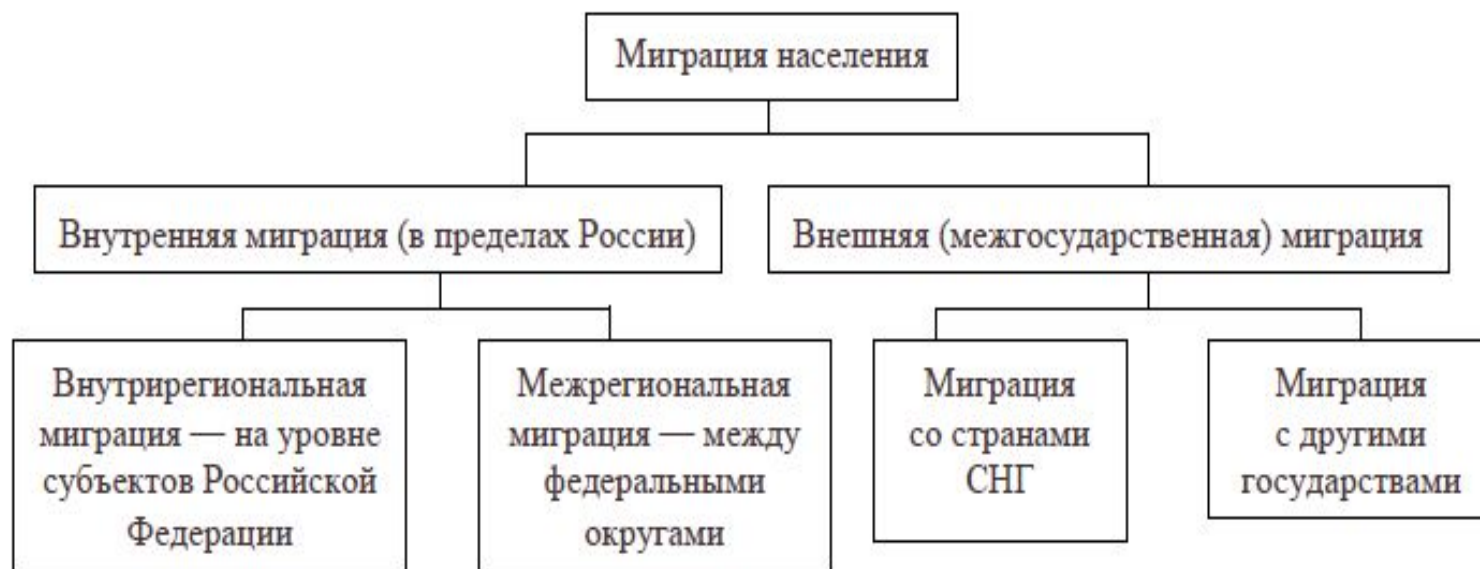 Миграция населения
Внутренняя миграция (в пределах России)
Внешняя (межгосударственная) миграция
Внутрирегиональная
миграция — на уровне
субъектов Российской
Федерации
Межрегиональная
миграция — между
федеральными
округами
Миграция
со странами
СНГ
Миграция
с другими
государствами